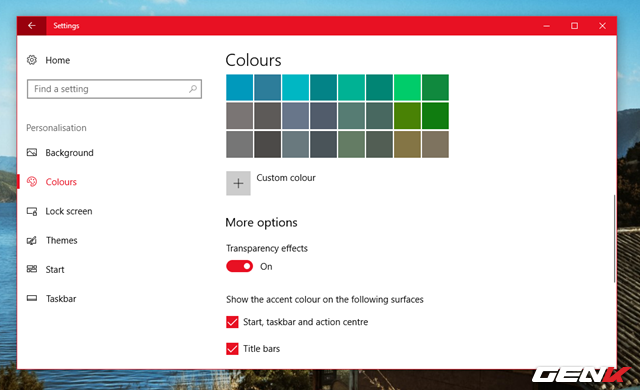 Settings
Home
Find a setting
Personalisation
Background
Colours
Lock screen
Themes
Start
Taskbar
Colours
Custom colour
More options
Transparency effects
On
Show the accent colour on the following surfaces
Start, taskbar and action centre
Title bars
GENK